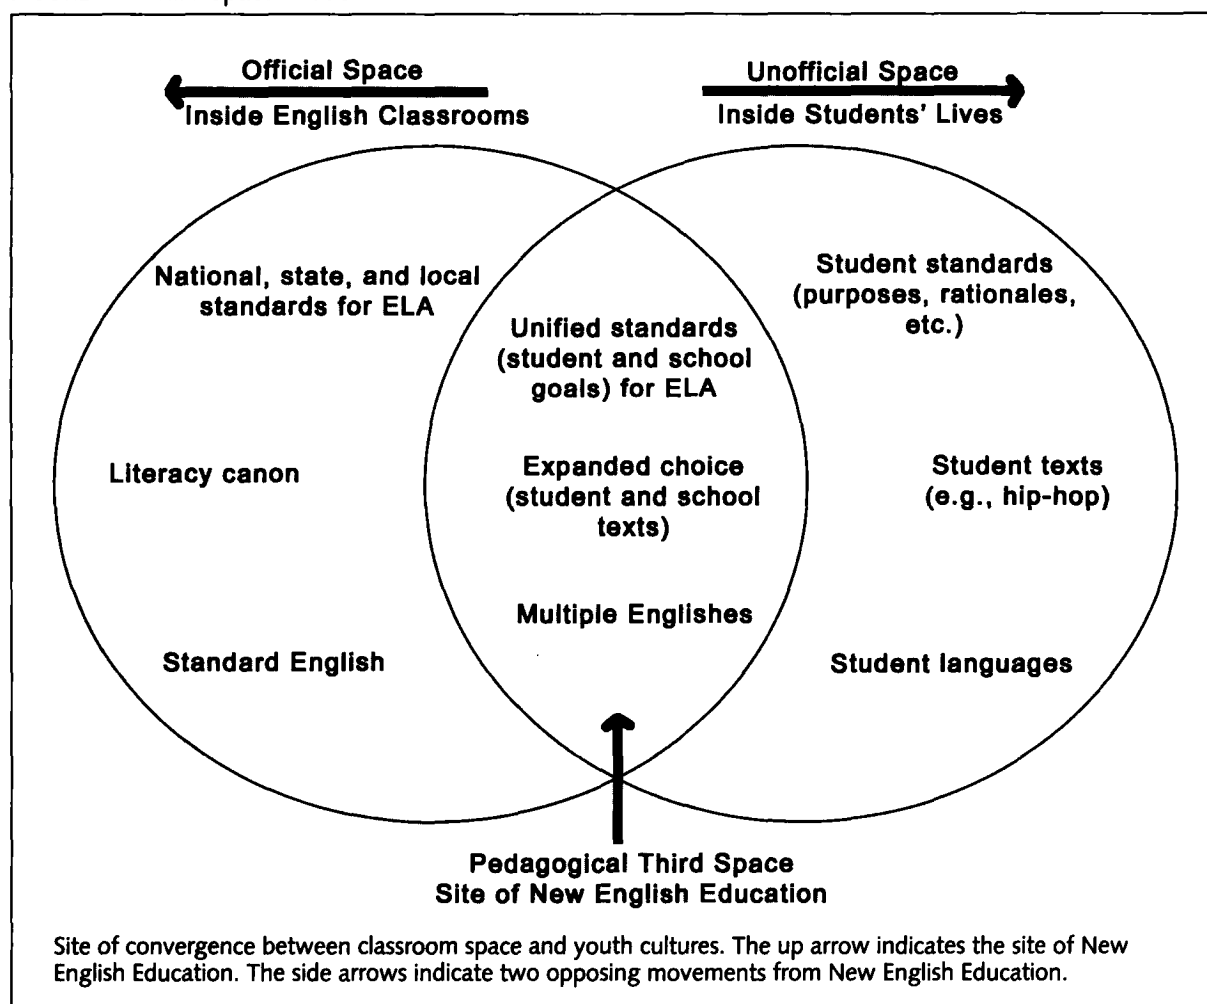 Official Space
Inside English Classrooms
Unofficial Space
Inside Students' Lives
National, state, and local
standards for ELA
Literacy canon
Standard English
Unified standards
(student and school
goals) for ELA
Expanded choice
(student and school
texts)
Multiple Englishes
Student standards
(purposes, rationales,
etc.)
Student texts
(e.g., hip-hop)
Student languages
Pedagogical Third Space
Site of New English Education
Site of convergence between classroom space and youth cultures. The up arrow indicates the site of New
English Education. The side arrows indicate two opposing movements from New English Education.